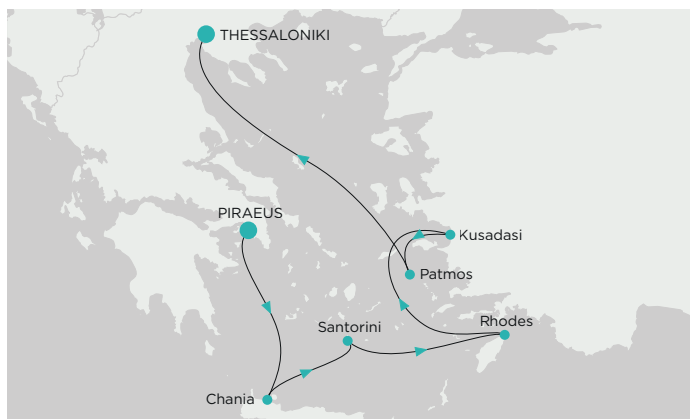 THESSALONIKI
PIRAEUS
Kusadasi
Patmos
Santorini
Rhodes
Chania